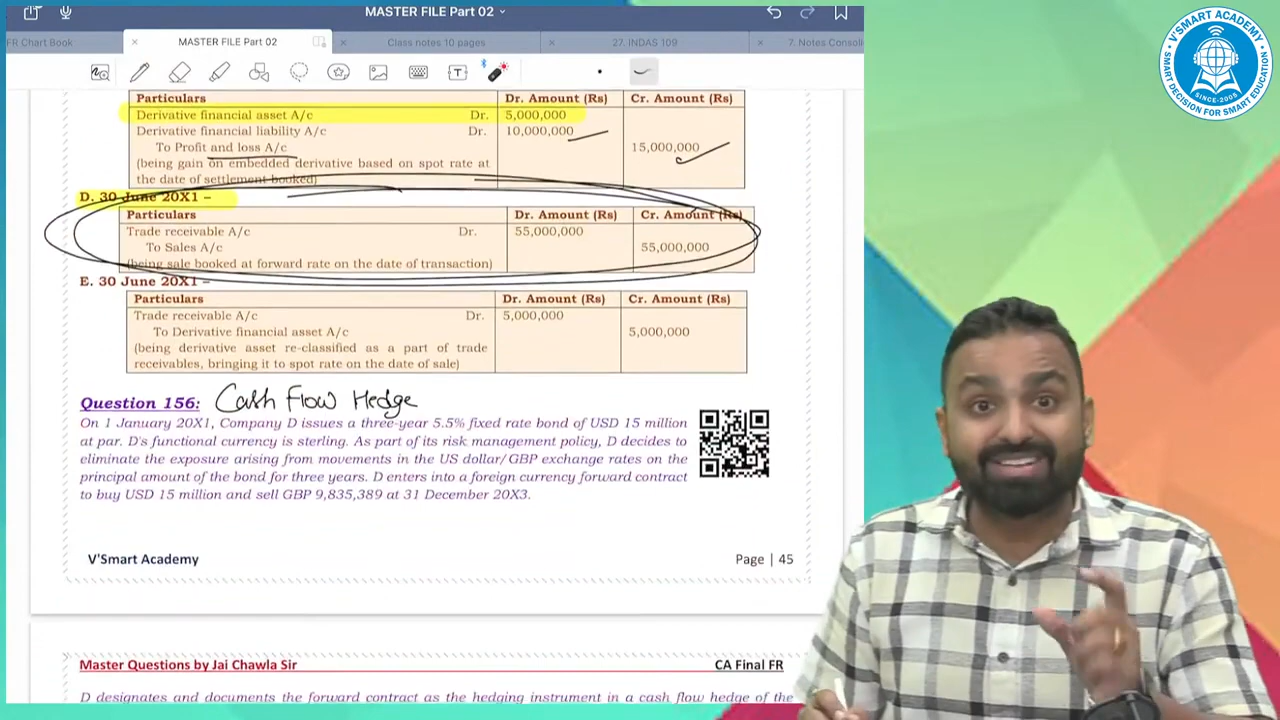 MASTER FILE Part 02
FR Chart Book
MASTER FILE Part 02
Class notes 10 pages
27. INDAS 109
7. Notes Consoli
Particulars Dr. Amount (Rs) Cr. Amount (Rs)
Derivative financial asset A/c Dr. 5,000,000
Derivative financial liability A/c Dr. 10,000,000
To Profit and loss A/c 15,000,000
(being gain on embedded derivative based on spot rate at
the date of settlement booked)
D. 30 June 20X1 –
Particulars Dr. Amount (Rs) Cr. Amount (Rs)
Trade receivable A/c Dr. 55,000,000
To Sales A/c 55,000,000
(being sale booked at forward rate on the date of transaction)
E. 30 June 20X1 –
Particulars Dr. Amount (Rs) Cr. Amount (Rs)
Trade receivable A/c Dr. 5,000,000
To Derivative financial asset A/c 5,000,000
(being derivative asset re-classified as a part of trade
receivables, bringing it to spot rate on the date of sale)
Question 156: Cash Flow Hedge
On 1 January 20X1, Company D issues a three-year 5.5% fixed rate bond of USD 15 million
at par. D's functional currency is sterling. As part of its risk management policy, D decides to
eliminate the exposure arising from movements in the US dollar/GBP exchange rates on the
principal amount of the bond for three years. D enters into a foreign currency forward contract
to buy USD 15 million and sell GBP 9,835,389 at 31 December 20X3.
V'Smart Academy Page | 45
Master Questions by Jai Chawla Sir CA Final FR
D designates and documents the forward contract as the hedging instrument in a cash flow hedge of the
V'SMART ACADEMY
SINCE-2005
SMART DECISION FOR SMART EDUCATION